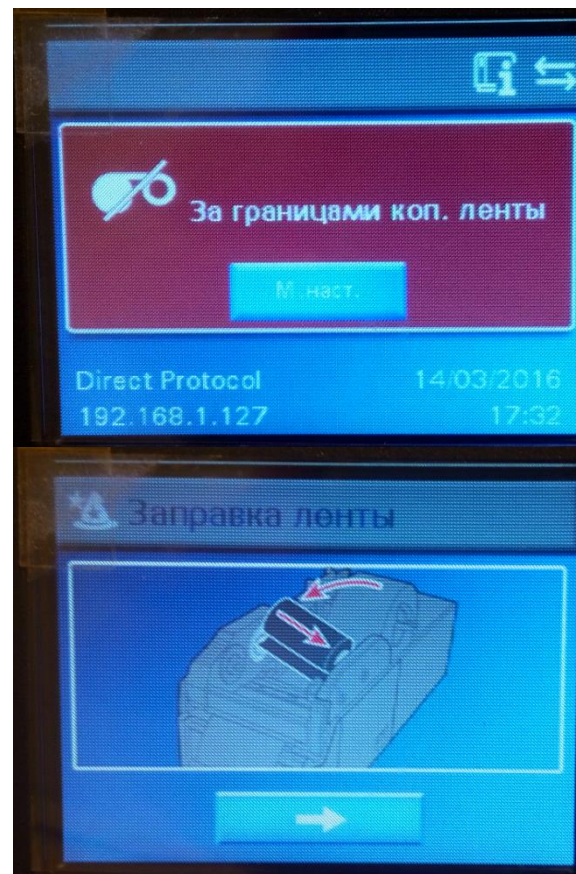 За границами коп. ленты
М.наст.
Direct Protocol
14/03/2016
192.168.1.127
17:32
Заправка ленты